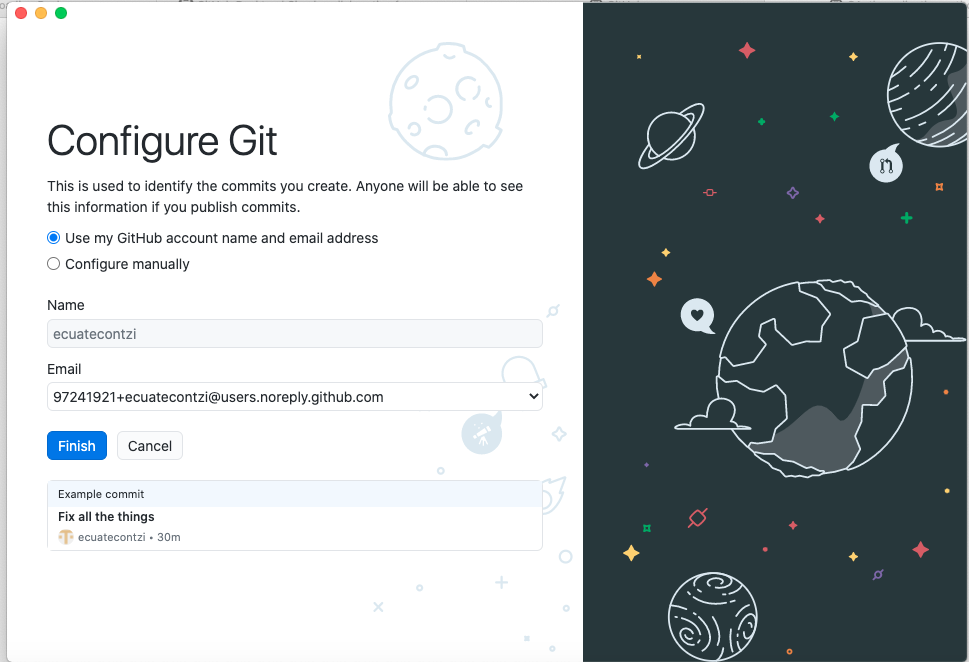 Configure Git
This is used to identify the commits you create. Anyone will be able to see
this information if you publish commits.
Use my GitHub account name and email address
Configure manually
Name
ecuatecontzi
Email
97241921+ecuatecontzi@users.noreply.github.com
Finish Cancel
Example commit
Fix all the things
ecuatecontzi • 30m